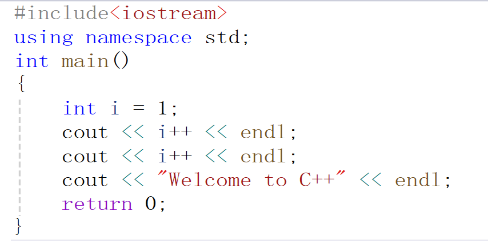 #include<iostream>
using namespace std;
int main()
{
    int i = 1;
    cout << i++ << endl;
    cout << i++ << endl;
    cout << "Welcome to C++" << endl;
    return 0;
}